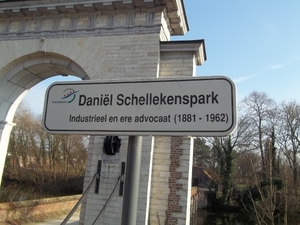 Daniël Schellekenspark
Industrieel en ere advocaat (1881 - 1962)